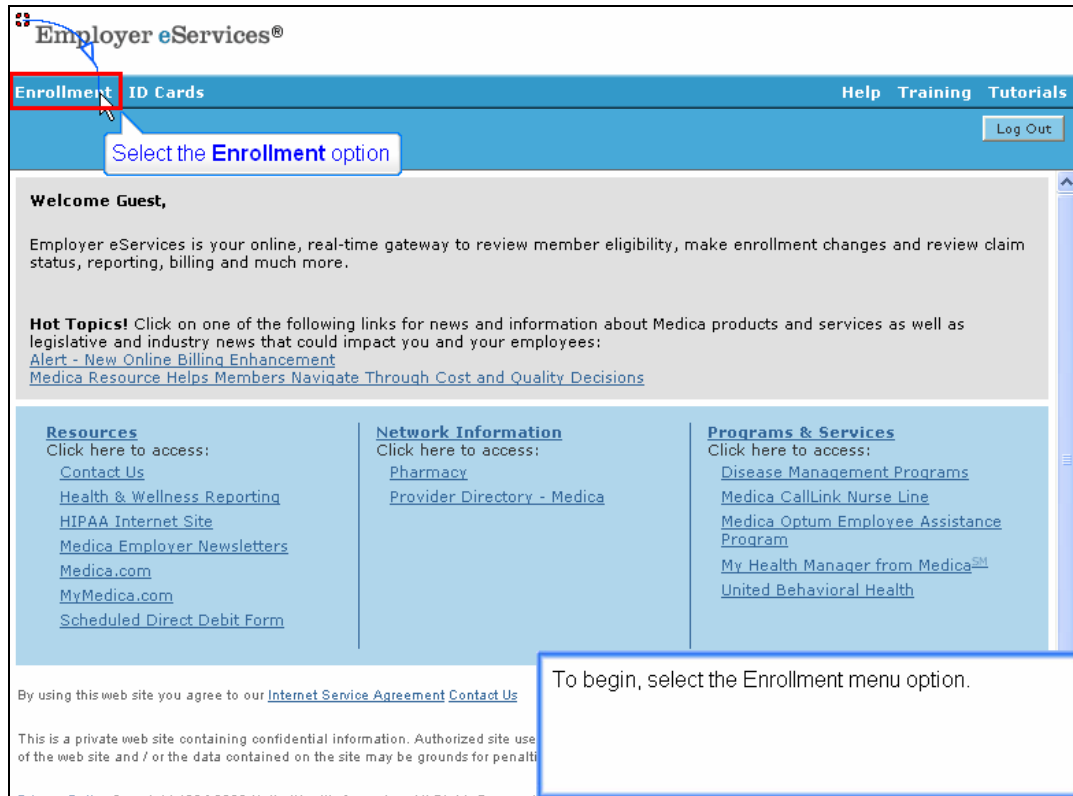 Employer eServices®
Enrollment ID Cards
Help Training Tutorials
Log Out
Select the Enrollment option
Welcome Guest,
Employer eServices is your online, real-time gateway to review member eligibility, make enrollment changes and review claim
status, reporting, billing and much more.
Hot Topics! Click on one of the following links for news and information about Medica products and services as well as
legislative and industry news that could impact you and your employees:
Alert - New Online Billing Enhancement
Medica Resource Helps Members Navigate Through Cost and Quality Decisions
Resources
Click here to access:
Contact Us
Health & Wellness Reporting
HIPAA Internet Site
Medica Employer Newsletters
Medica.com
MyMedica.com
Scheduled Direct Debit Form
Network Information
Click here to access:
Pharmacy
Provider Directory - Medica
Programs & Services
Click here to access:
Disease Management Programs
Medica CallLink Nurse Line
Medica Optum Employee Assistance
Program
My Health Manager from Medica℠
United Behavioral Health
By using this web site you agree to our Internet Service Agreement Contact Us
This is a private web site containing confidential information. Authorized site use
of the web site and / or the data contained on the site may be grounds for penalti
To begin, select the Enrollment menu option.